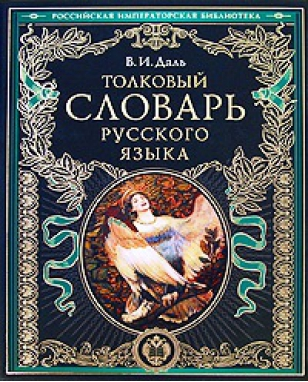 РОССИЙСКАЯ ИМПЕРАТОРСКАЯ БИБЛИОТЕКА
В. И. Даль
ТОЛКОВЫЙ
СЛОВАРЬ
РУССКОГО
ЯЗЫКА